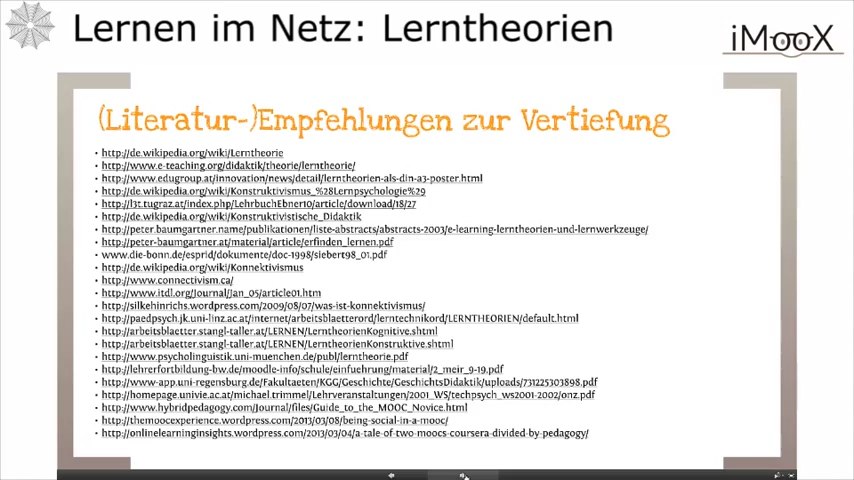 Lernen im Netz: Lerntheorien
iMooX
(Literatur-)Empfehlungen zur Vertiefung
• http://de.wikipedia.org/wiki/Lerntheorie
• http://www.e-teaching.org/didaktik/theorie/lerntheorie/
• http://www.edugroup.at/innovation/news/detail/lerntheorien-als-din-a3-poster.html
• http://de.wikipedia.org/wiki/Konstruktivismus_%28Lernpsychologie%29
• http://l3t.tugraz.at/index.php/LehrbuchEbner10/article/download/18/27
• http://de.wikipedia.org/wiki/Konstruktivistische_Didaktik
• http://peter.baumgartner.name/publikationen/liste-abstracts/abstracts-2003/e-learning-lerntheorien-und-lernwerkzeuge/
• http://peter-baumgartner.at/material/article/erfinden_lernen.pdf
• www.die-bonn.de/esprid/dokumente/doc-1998/siebert98_01.pdf
• http://de.wikipedia.org/wiki/Konnektivismus
• http://www.connectivism.ca/
• http://www.itdl.org/Journal/Jan_05/article01.htm
• http://silkehinrichs.wordpress.com/2009/08/07/was-ist-konnektivismus/
• http://paedpsych.jk.uni-linz.ac.at/internet/arbeitsblaetterord/lerntechnikord/LERNTHEORIEN/default.html
• http://arbeitsblaetter.stangl-taller.at/LERNEN/LerntheorienKognitive.shtml
• http://arbeitsblaetter.stangl-taller.at/LERNEN/LerntheorienKonstruktive.shtml
• http://www.psycholinguistik.uni-muenchen.de/publ/lerntheorie.pdf
• http://lehrerfortbildung-bw.de/moodle-info/schule/einfuehrung/material/2_meir_9-19.pdf
• http://www-app.uni-regensburg.de/Fakultaeten/KGG/Geschichte/GeschichtsDidaktik/uploads/731225303898.pdf
• http://homepage.univie.ac.at/michael.trimmel/Lehrveranstaltungen/2001_WS/techpsych_ws2001-2002/onz.pdf
• http://www.hybridpedagogy.com/Journal/files/Guide_to_the_MOOC_Novice.html
• http://themoocexperience.wordpress.com/2013/03/08/being-social-in-a-mooc/
• http://onlinelearninginsights.wordpress.com/2013/03/04/a-tale-of-two-moocs-coursera-divided-by-pedagogy/